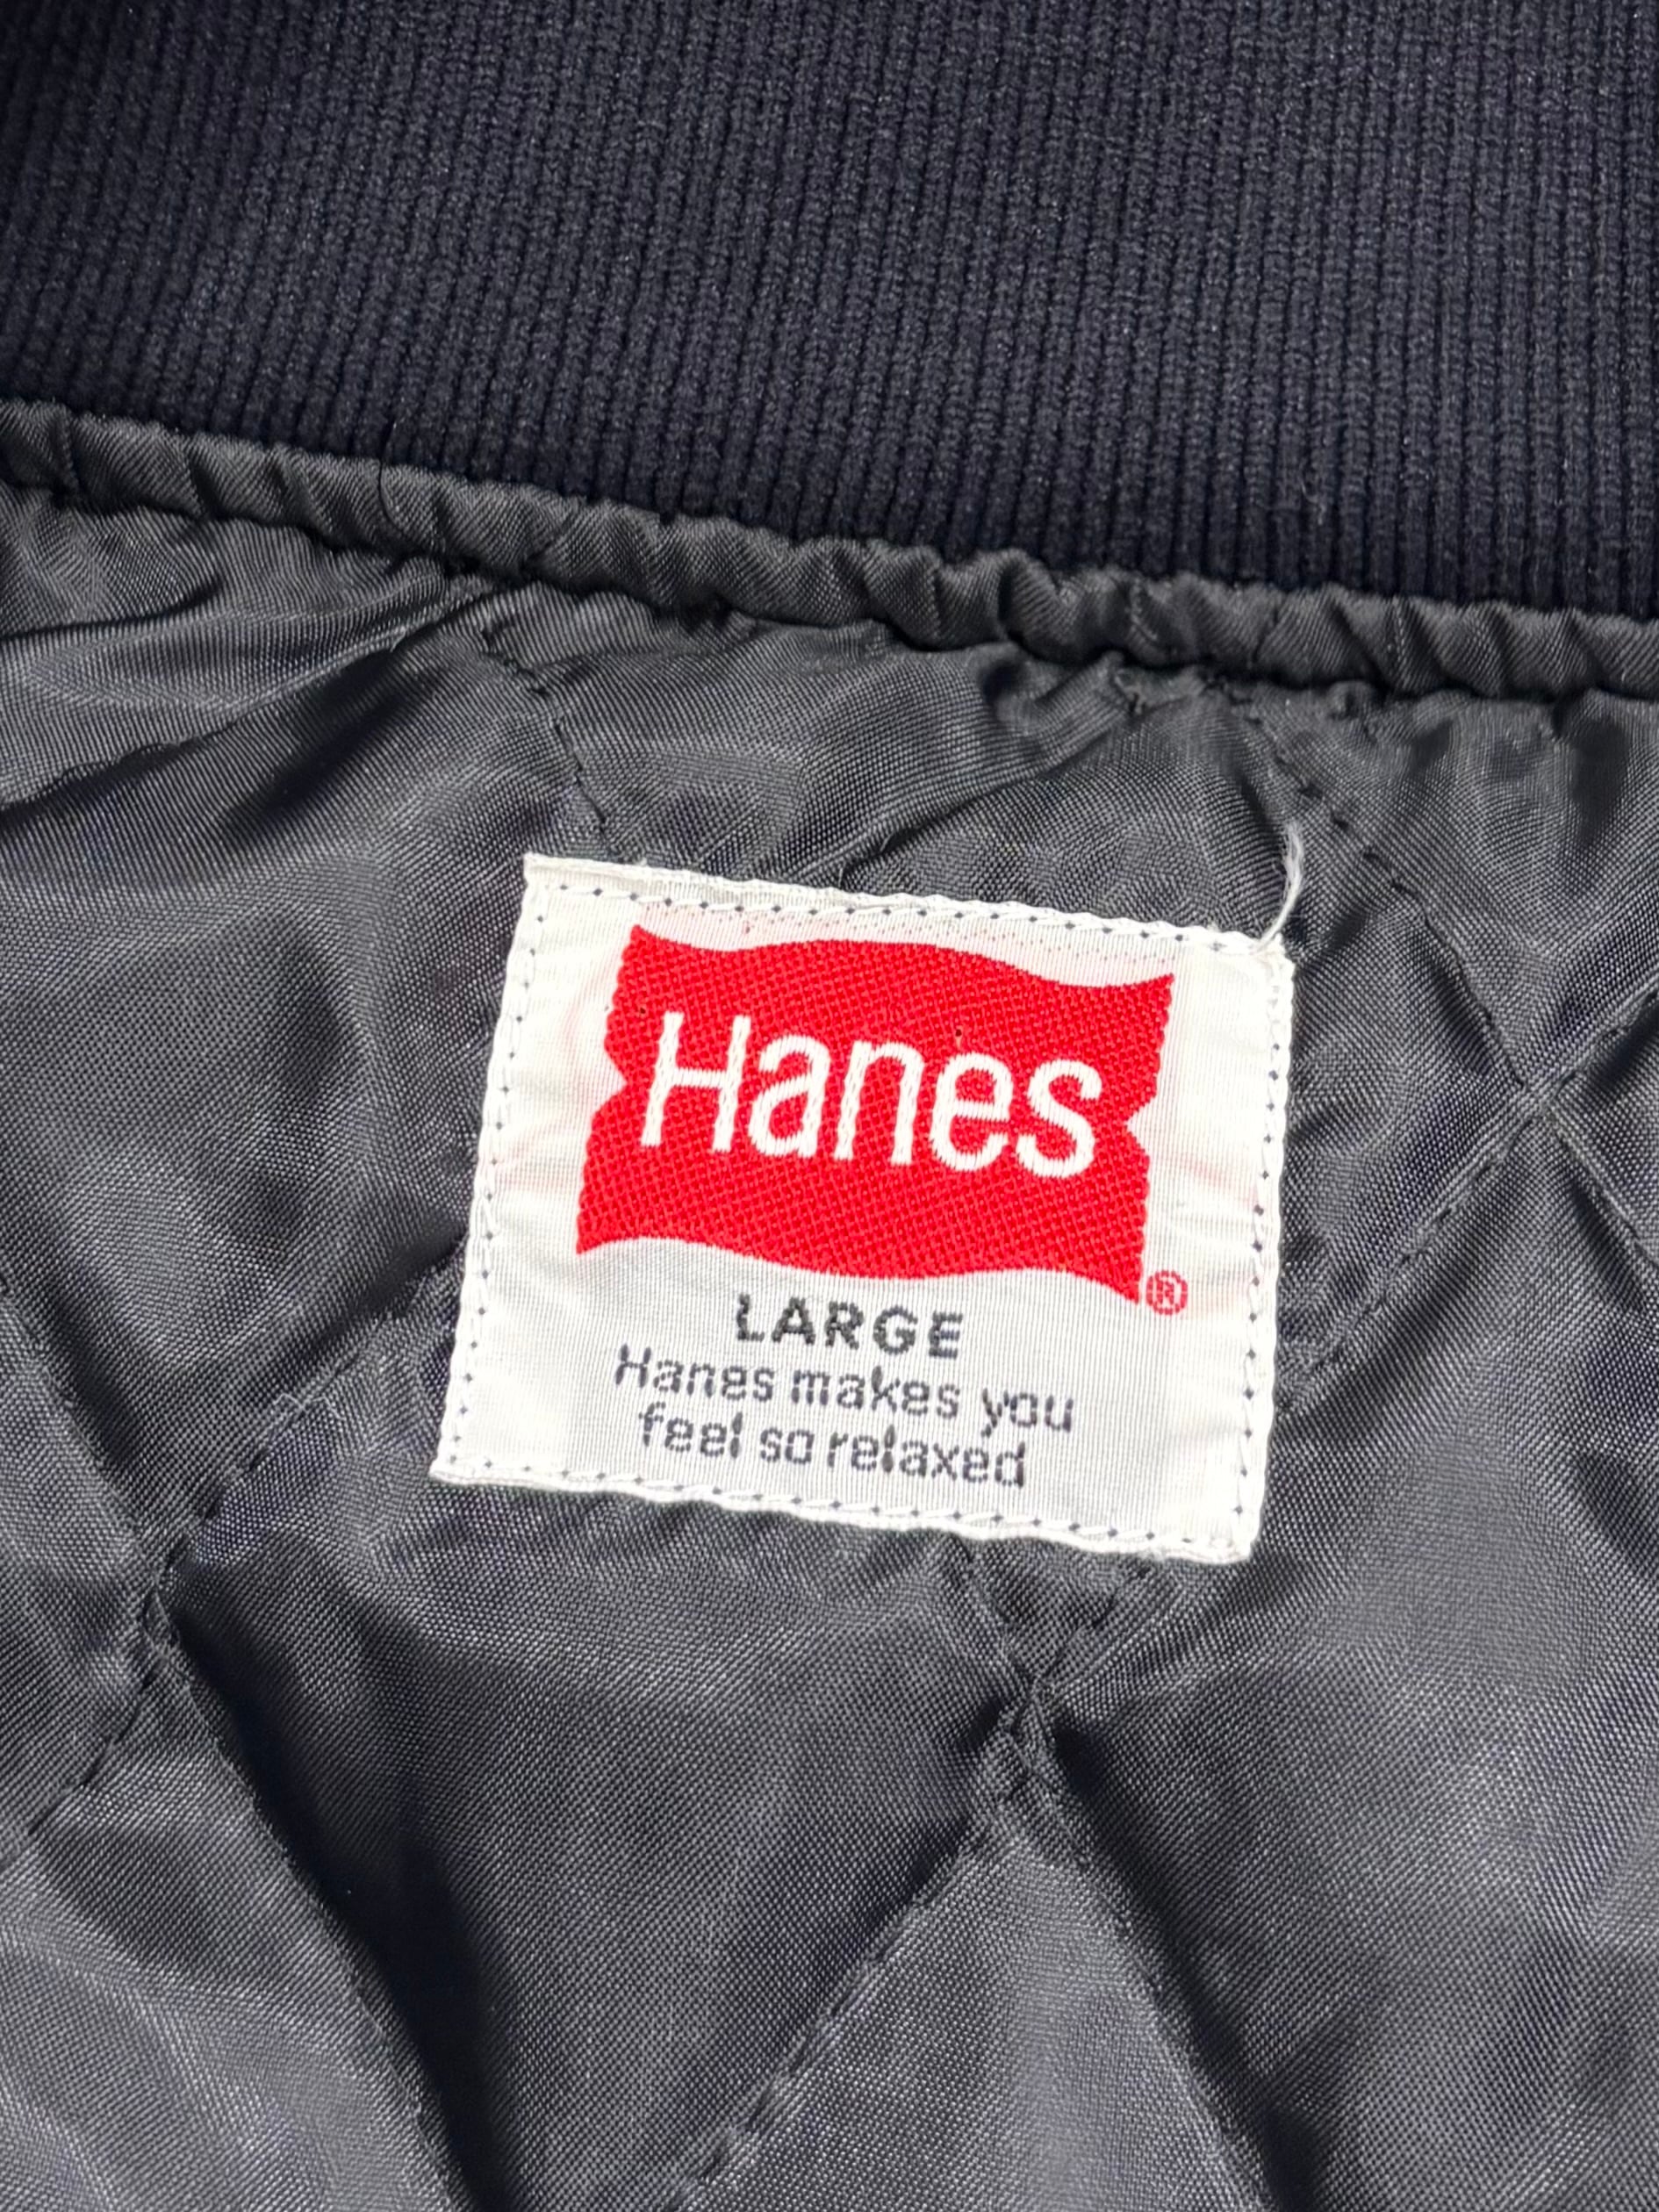 Hanes
®
LARGE
Hanes makes you
feel so relaxed